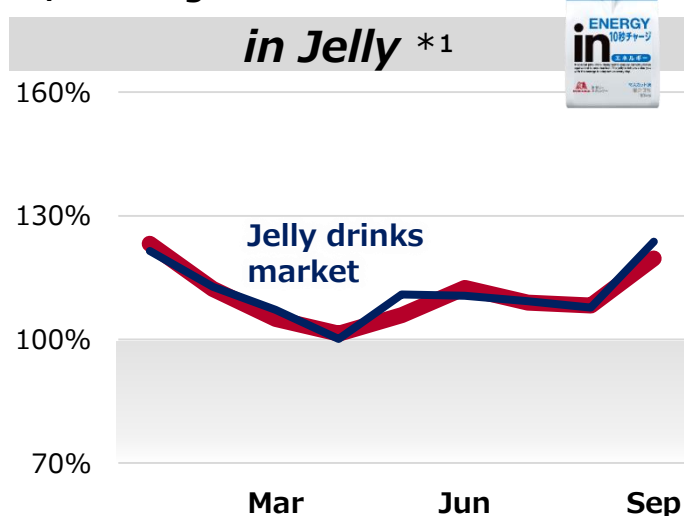 in Jelly *1
ENERGY
in 10秒チャージ
エネルギー
160%
130%
Jelly drinks
market
100%
70%
Mar Jun Sep